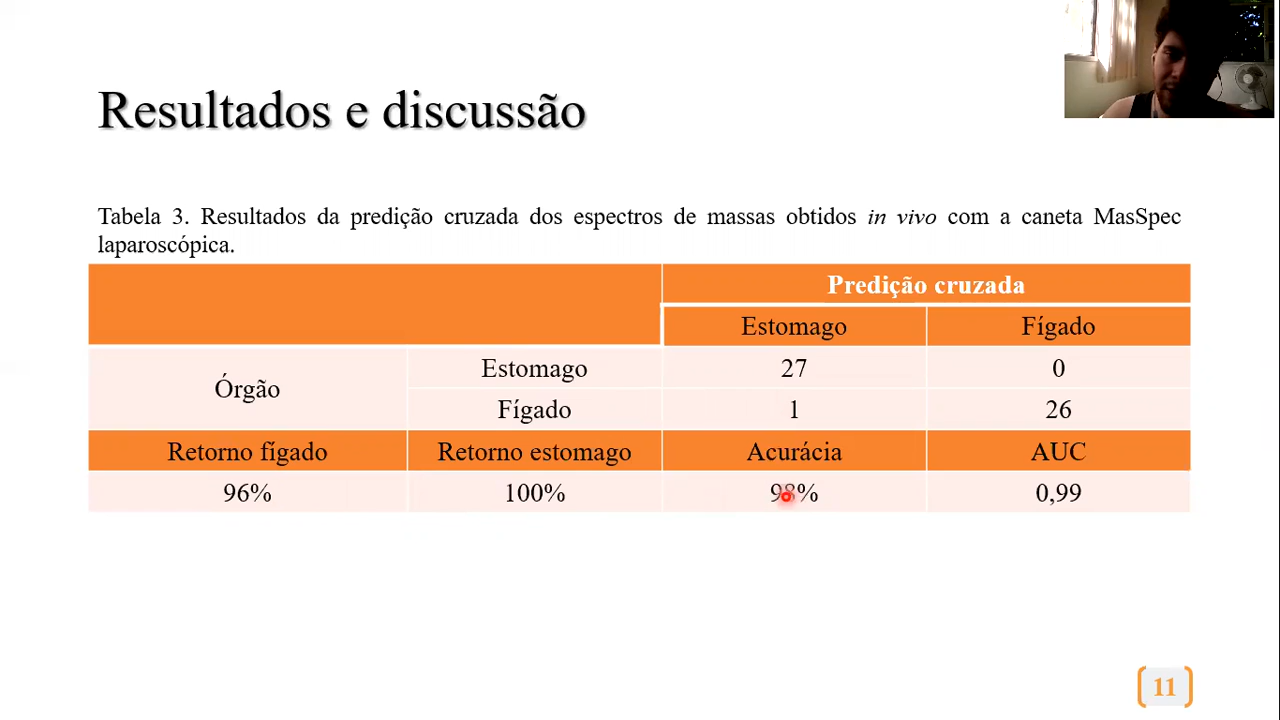 Resultados e discussão
Tabela 3. Resultados da predição cruzada dos espectros de massas obtidos in vivo com a caneta MasSpec
laparoscópica.
Predição cruzada
Estomago Fígado
Órgão
Estomago 27 0
Fígado 1 26
Retorno fígado Retorno estomago Acurácia AUC
96% 100% 98% 0,99
11